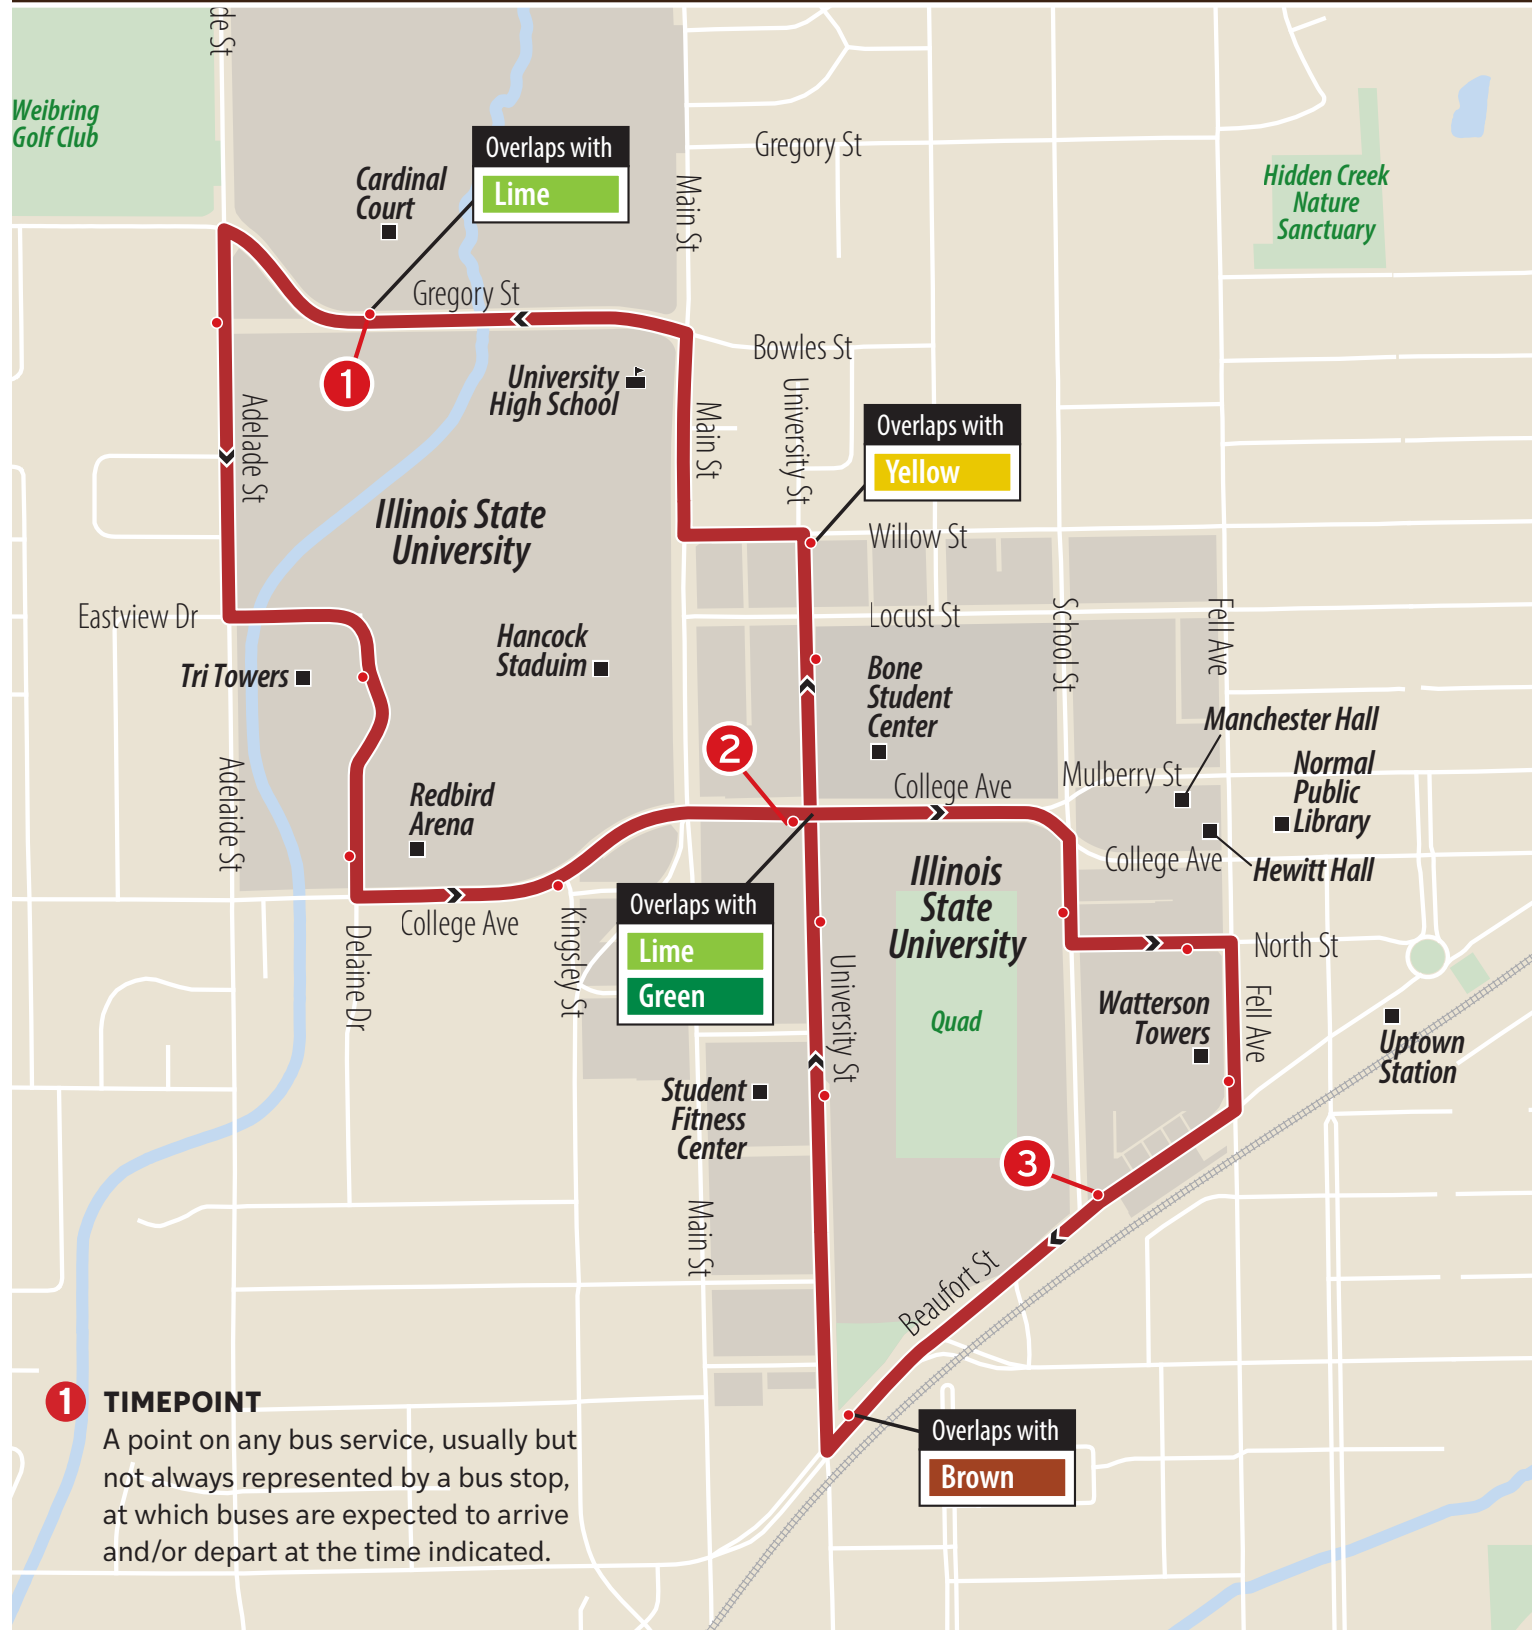 de St
Weibring
Golf Club
Overlaps with
Lime
Cardinal
Court
Gregory St
Main St
Hidden Creek
Nature
Sanctuary
Gregory St
Bowles St
1
University
High School
Adelade St
Main St
University St
Overlaps with
Yellow
Illinois State
University
Willow St
Eastview Dr
Locust St
School St
Fell Ave
Hancock
Staduim
Tri Towers
Bone
Student
Center
Manchester Hall
2
Mulberry St
Normal
Public
Library
College Ave
Adelaide St
Redbird
Arena
College Ave
Hewitt Hall
Illinois
State
University
Overlaps with
Lime
Green
College Ave
Kingsley St
Delaine Dr
North St
University St
Fell Ave
Watterson
Towers
Quad
Uptown
Station
Student
Fitness
Center
3
Main St
Beaufort St
1 TIMEPOINT
A point on any bus service, usually but
not always represented by a bus stop,
at which buses are expected to arrive
and/or depart at the time indicated.
Overlaps with
Brown